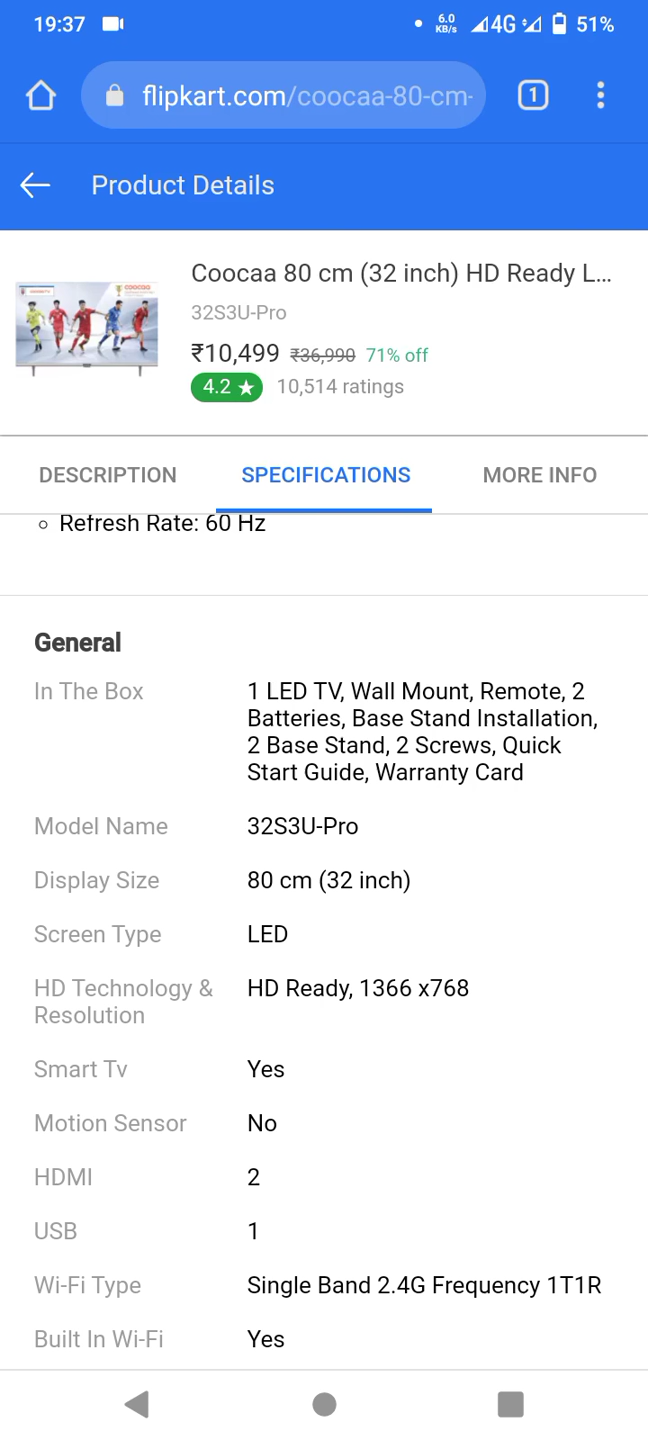 19:37
6.0
KB/s
4G
51%
flipkart.com/coocaa-80-cm-
1
Product Details
COOCAA
Coocaa 80 cm (32 inch) HD Ready L...
32S3U-Pro
₹10,499 ₹36,990 71% off
4.2 ★ 10,514 ratings
DESCRIPTION SPECIFICATIONS MORE INFO
Refresh Rate: 60 Hz
General
In The Box 1 LED TV, Wall Mount, Remote, 2
Batteries, Base Stand Installation,
2 Base Stand, 2 Screws, Quick
Start Guide, Warranty Card
Model Name 32S3U-Pro
Display Size 80 cm (32 inch)
Screen Type LED
HD Technology & HD Ready, 1366 x768
Resolution
Smart Tv Yes
Motion Sensor No
HDMI 2
USB 1
Wi-Fi Type Single Band 2.4G Frequency 1T1R
Built In Wi-Fi Yes